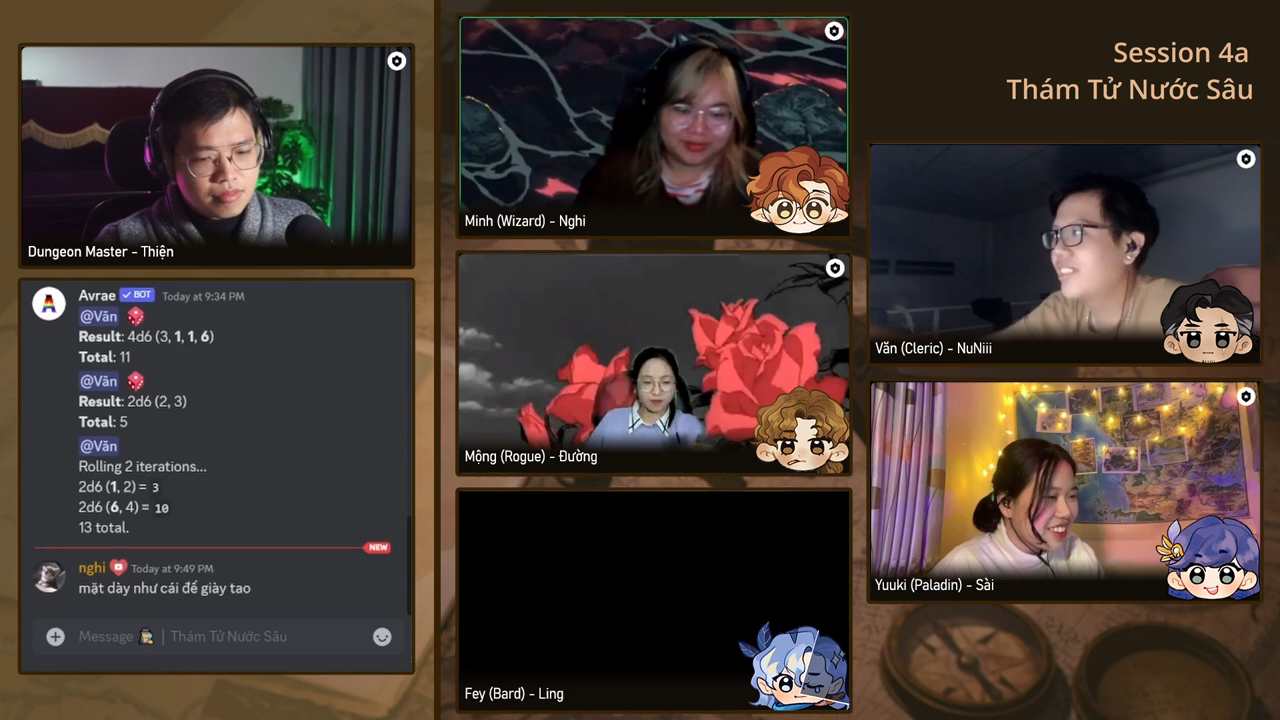 Session 4a
Thám Tử Nước Sâu
Dungeon Master - Thiện
Avrae BOT Today at 9:34 PM
@Văn
Result: 4d6 (3, 1, 1, 6)
Total: 11
@Văn
Result: 2d6 (2, 3)
Total: 5
@Văn
Rolling 2 iterations...
2d6 (1, 2) = 3
2d6 (6, 4) = 10
13 total.
NEW
nghi Today at 9:49 PM
mặt dày như cái đế giày tao
Message | Thám Tử Nước Sâu
Minh (Wizard) - Nghi
Mộng (Rogue) - Đường
Fey (Bard) - Ling
Văn (Cleric) - NuNiii
Yuuki (Paladin) - Sài